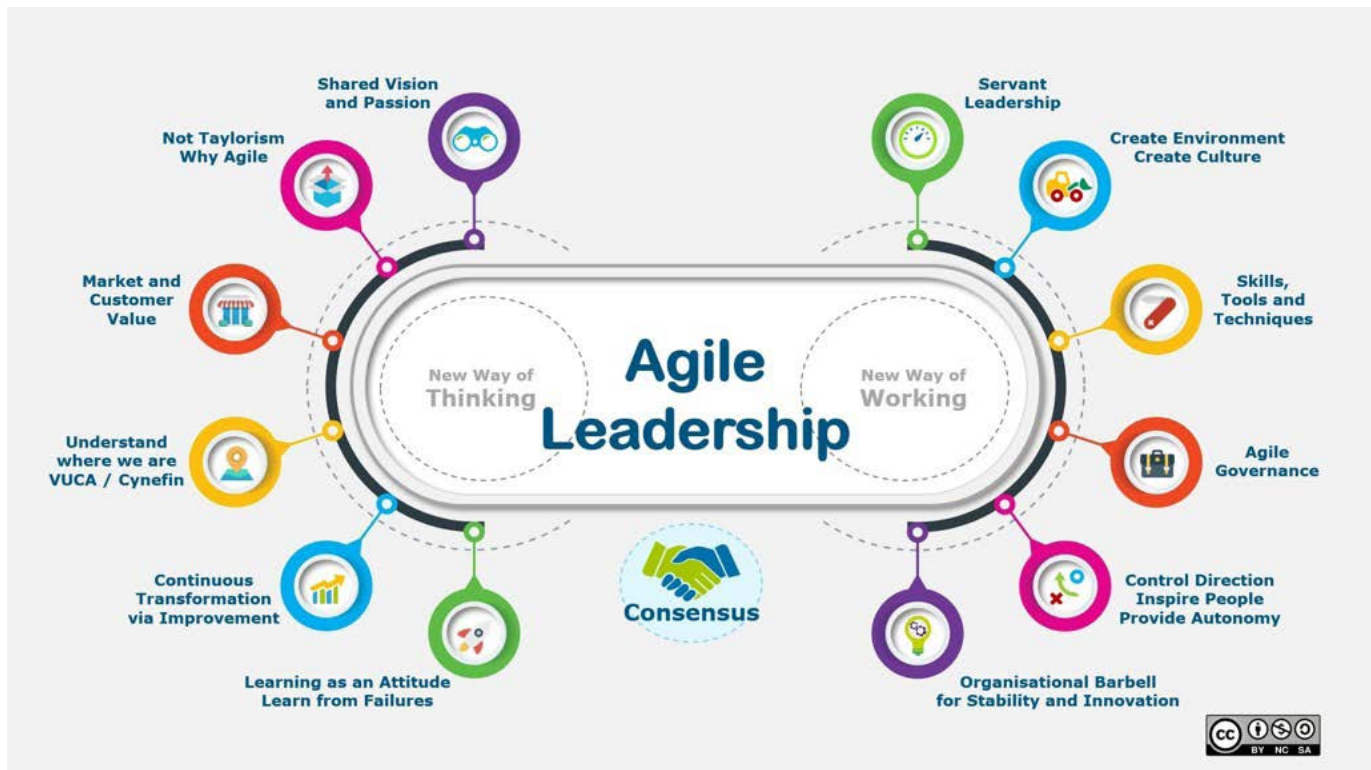 Shared Vision
and Passion
Not Taylorism
Why Agile
Market and
Customer
Value
Understand
where we are
VUCA / Cynefin
Continuous
Transformation
via Improvement
Learning as an Attitude
Learn from Failures
New Way of
Thinking
Agile
Leadership
New Way of
Working
Consensus
Servant
Leadership
Create Environment
Create Culture
Skills,
Tools and
Techniques
Agile
Governance
Control Direction
Inspire People
Provide Autonomy
Organisational Barbell
for Stability and Innovation
cc
BY NC SA